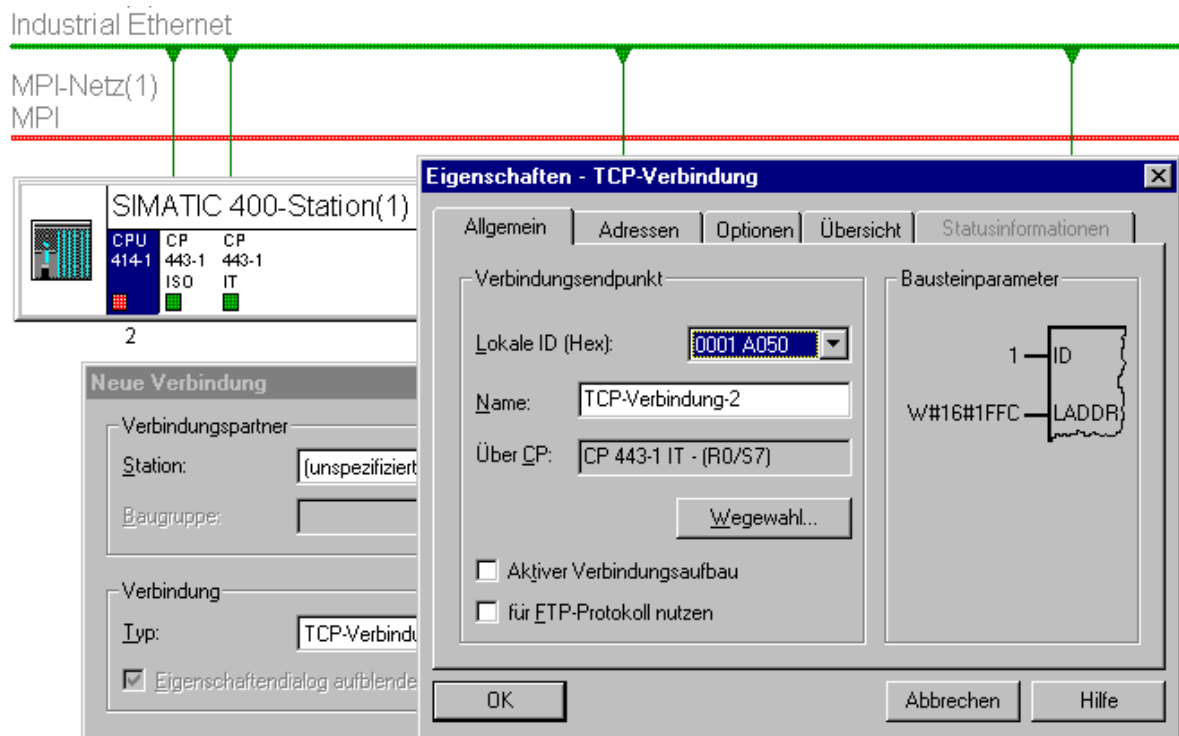 Industrial Ethernet
MPI-Netz(1)
MPI
SIMATIC 400-Station(1)
CPU CP CP
414-1 443-1 443-1
ISO IT
2
Neue Verbindung
Verbindungspartner
Station: (unspezifiziert
Baugruppe:
Verbindung
Typ: TCP-Verbindu
Eigenschaftendialog aufblende
Eigenschaften - TCP-Verbindung
Allgemein Adressen Optionen Übersicht Statusinformationen
Verbindungsendpunkt
Lokale ID (Hex): 0001 A050
Name: TCP-Verbindung-2
Über CP: CP 443-1 IT - (R0/S7)
Wegewahl...
Aktiver Verbindungsaufbau
für FTP-Protokoll nutzen
Bausteinparameter
1 ID
W#16#1FFC LADDR
OK Abbrechen Hilfe